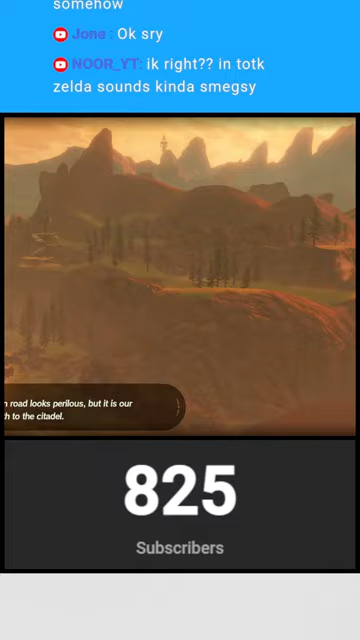 somehow
Jone : Ok sry
NOOR_YT: ik right?? in totk
zelda sounds kinda smegsy
road looks perilous, but it is our
to the citadel.
825
Subscribers